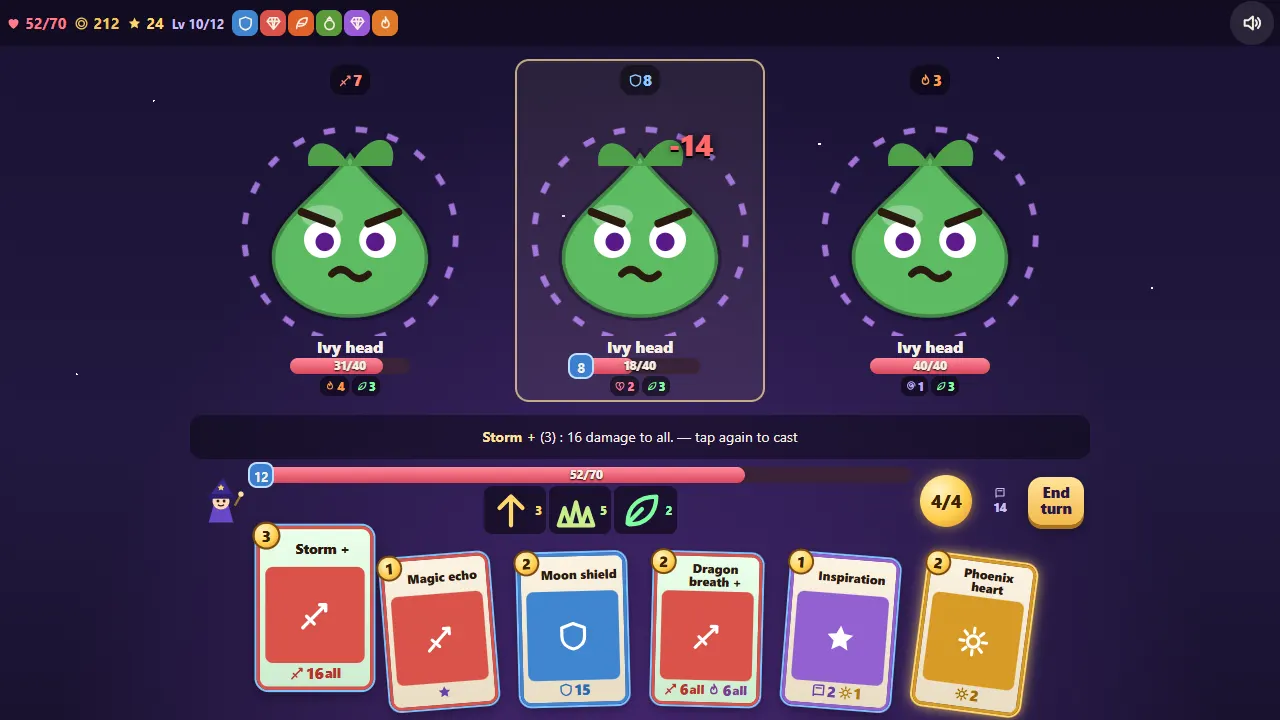 52/70 212 24 Lv 10/12
7
8
3
-14
Ivy head
31/40
4 3
Ivy head
8 18/40
2 3
Ivy head
40/40
1 3
Storm + (3) : 16 damage to all. — tap again to cast
12 52/70
3 5 2
4/4
14
End
turn
3
Storm +
16all
1
Magic echo
2
Moon shield
15
2
Dragon
breath +
6all 6all
1
Inspiration
2 1
2
Phoenix
heart
2